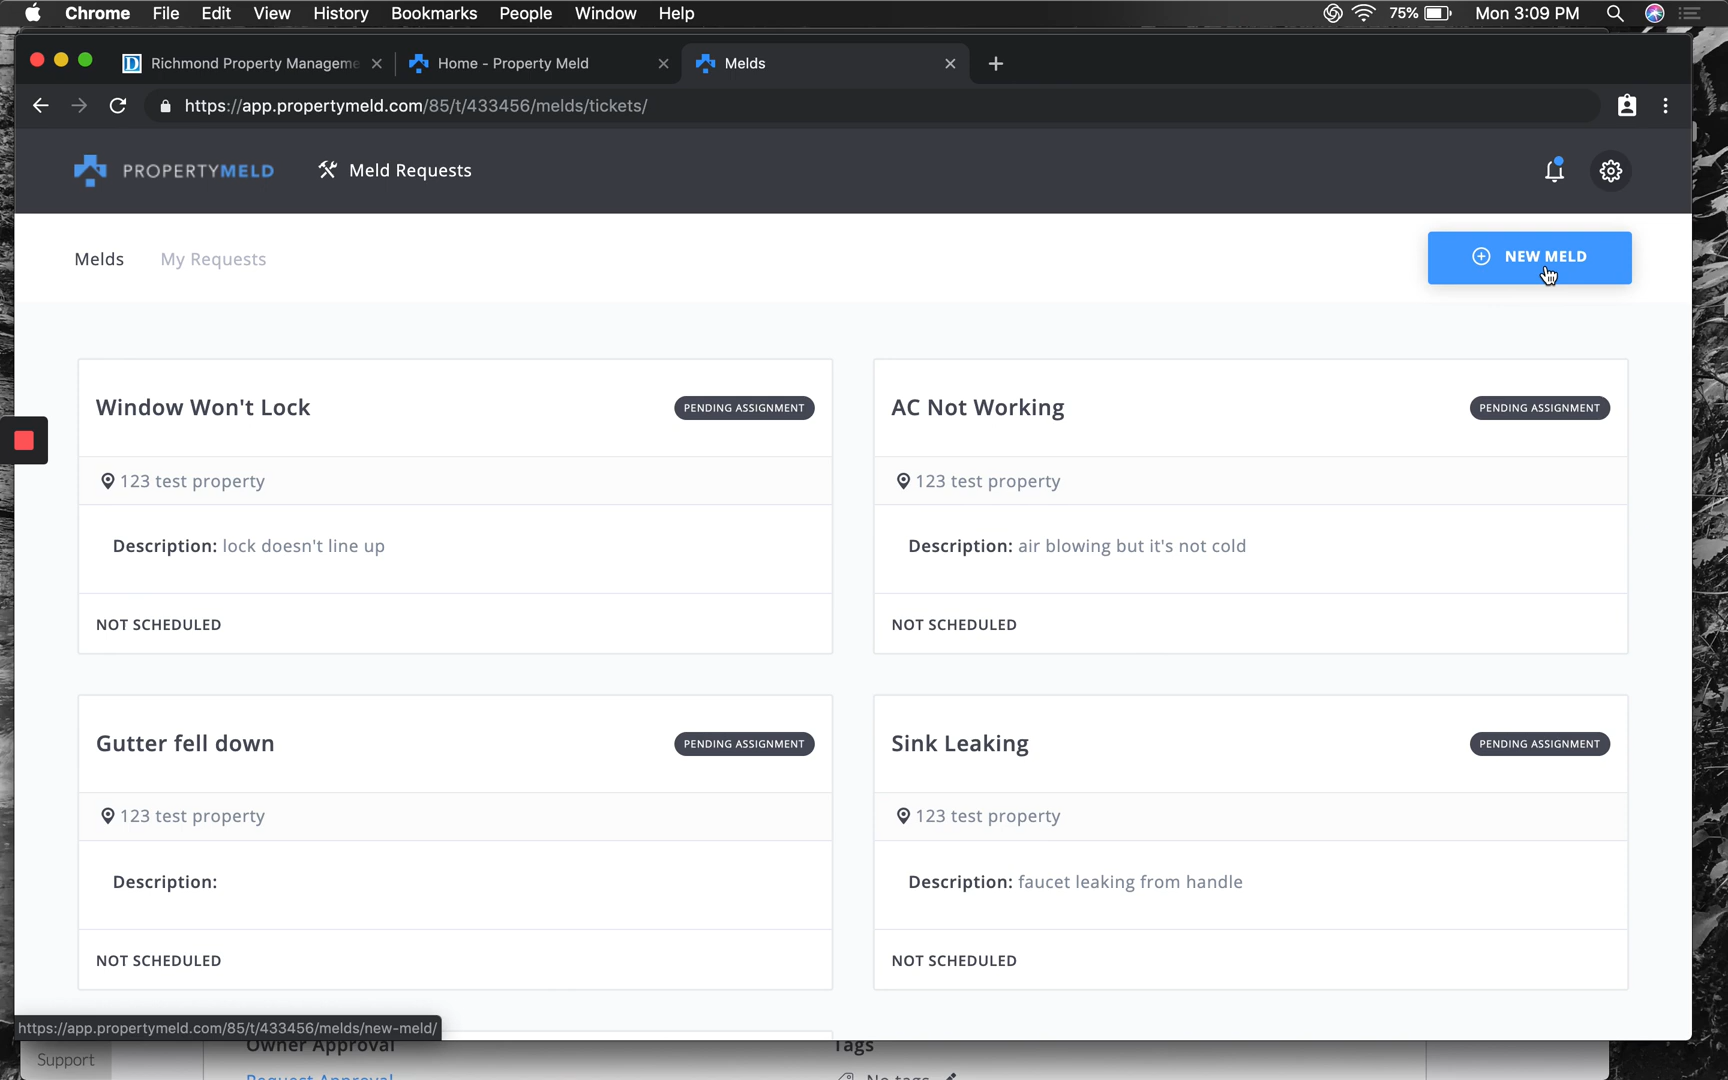 Chrome File Edit View History Bookmarks People Window Help 75% Mon 3:09 PM
Richmond Property Manageme Home - Property Meld Melds
https://app.propertymeld.com/85/t/433456/melds/tickets/
PROPERTYMELD Meld Requests
Melds My Requests NEW MELD
Window Won't Lock PENDING ASSIGNMENT
123 test property
Description: lock doesn't line up
NOT SCHEDULED
AC Not Working PENDING ASSIGNMENT
123 test property
Description: air blowing but it's not cold
NOT SCHEDULED
Gutter fell down PENDING ASSIGNMENT
123 test property
Description:
NOT SCHEDULED
Sink Leaking PENDING ASSIGNMENT
123 test property
Description: faucet leaking from handle
NOT SCHEDULED
https://app.propertymeld.com/85/t/433456/melds/new-meld/
Support
Owner Approval Tags
Request Approval No tags